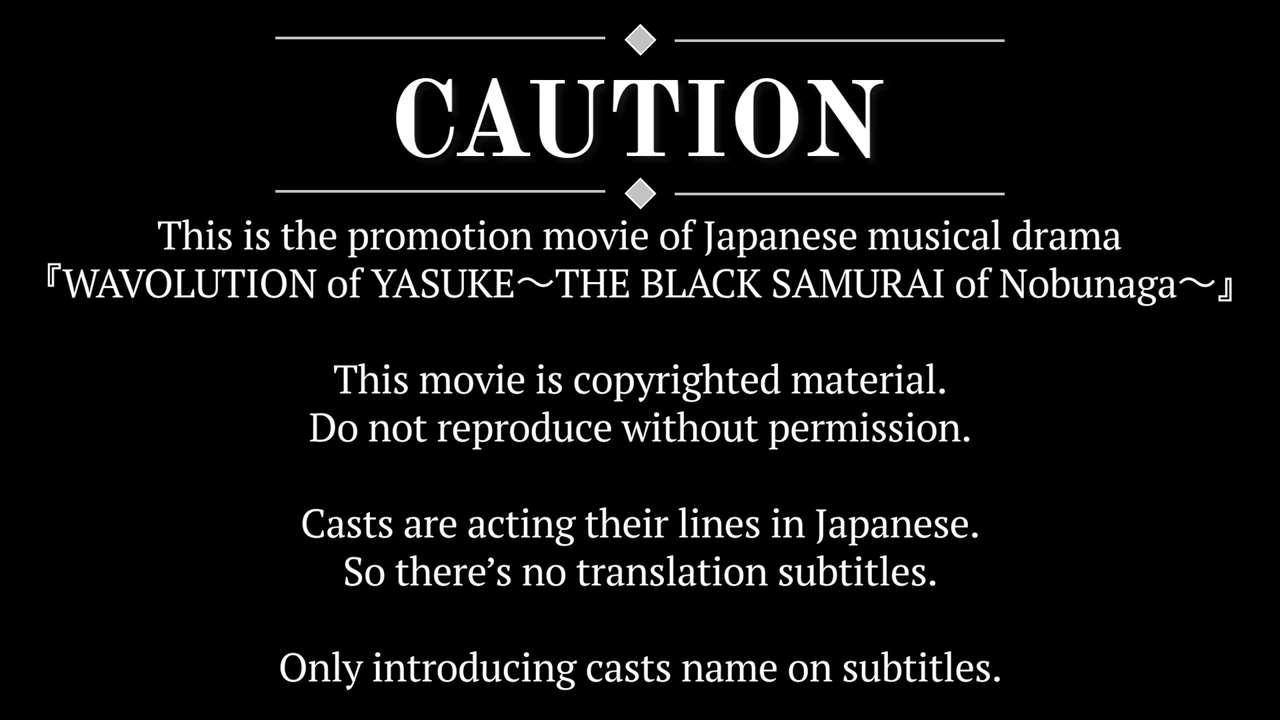 CAUTION
This is the promotion movie of Japanese musical drama
『WAVOLUTION of YASUKE～THE BLACK SAMURAI of Nobunaga～』
This movie is copyrighted material.
Do not reproduce without permission.
Casts are acting their lines in Japanese.
So there’s no translation subtitles.
Only introducing casts name on subtitles.